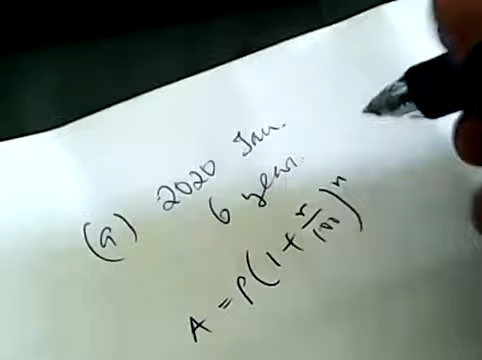 (a) 2020 Jan.
6 year.
A = P(1 + r/100)^n